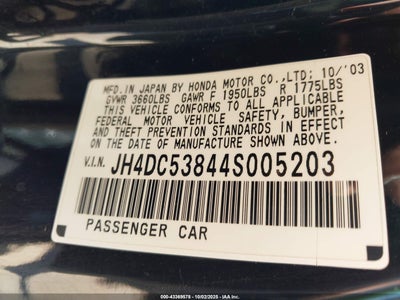 MFD.IN JAPAN BY HONDA MOTOR CO.,LTD; 10/'03
GVWR 3660LBS GAWR F 1950LBS R 1775LBS
THIS VEHICLE CONFORMS TO ALL APPLICABLE
FEDERAL MOTOR VEHICLE SAFETY, BUMPER,
AND THEFT PREVENTION STANDARDS IN EFFECT
ON THE DATE OF MANUFACTURE SHOWN ABOVE.
V.I.N. JH4DC53844S005203
PASSENGER CAR
000-43369578 - 10/02/2025 - IAA Inc.